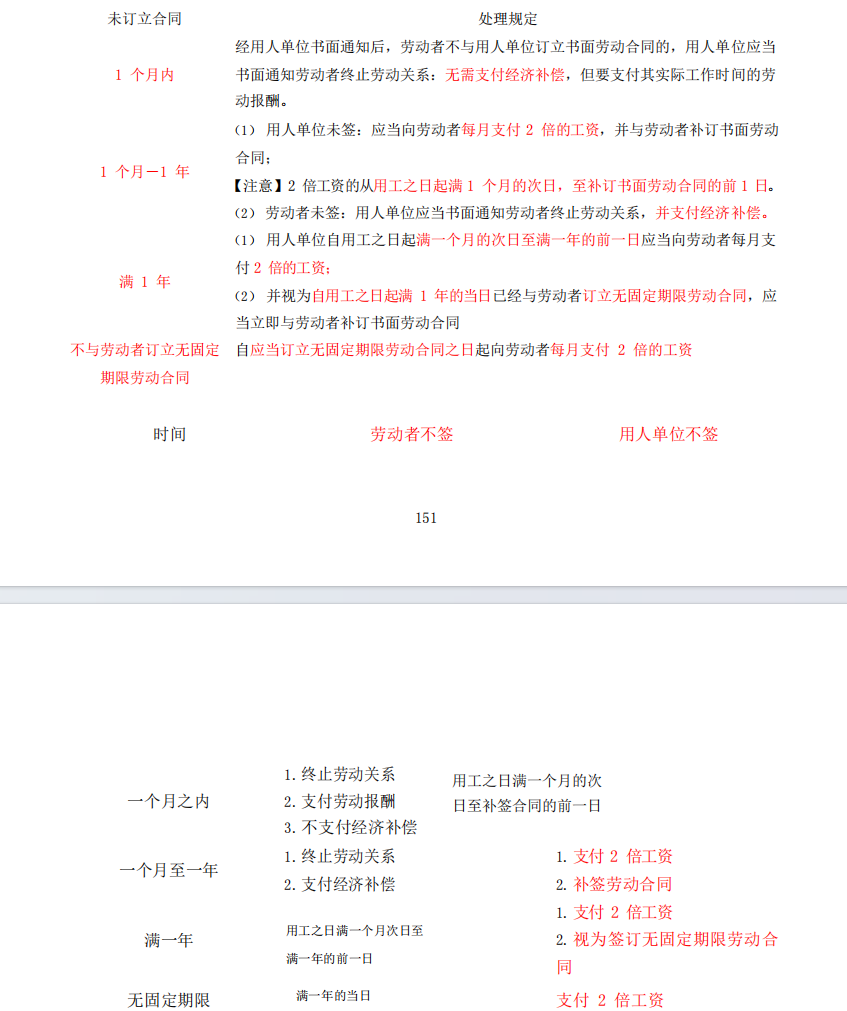 未订立合同 处理规定
经用人单位书面通知后，劳动者不与用人单位订立书面劳动合同的，用人单位应当
1 个月内 书面通知劳动者终止劳动关系：无需支付经济补偿，但要支付其实际工作时间的劳
动报酬。
（1） 用人单位未签：应当向劳动者每月支付 2 倍的工资，并与劳动者补订书面劳动
合同；
1 个月－1 年
【注意】2 倍工资的从用工之日起满 1 个月的次日，至补订书面劳动合同的前 1 日。
（2） 劳动者未签：用人单位应当书面通知劳动者终止劳动关系，并支付经济补偿。
（1） 用人单位自用工之日起满一个月的次日至满一年的前一日应当向劳动者每月支
付 2 倍的工资；
满 1 年
（2） 并视为自用工之日起满 1 年的当日已经与劳动者订立无固定期限劳动合同，应
当立即与劳动者补订书面劳动合同
不与劳动者订立无固定 自应当订立无固定期限劳动合同之日起向劳动者每月支付 2 倍的工资
期限劳动合同
时间 劳动者不签 用人单位不签
151
一个月之内
1. 终止劳动关系
2. 支付劳动报酬
3. 不支付经济补偿
用工之日满一个月的次
日至补签合同的前一日
一个月至一年
1. 终止劳动关系
2. 支付经济补偿
1. 支付 2 倍工资
2. 补签劳动合同
满一年
用工之日满一个月次日至
满一年的前一日
1. 支付 2 倍工资
2. 视为签订无固定期限劳动合
同
无固定期限 满一年的当日 支付 2 倍工资